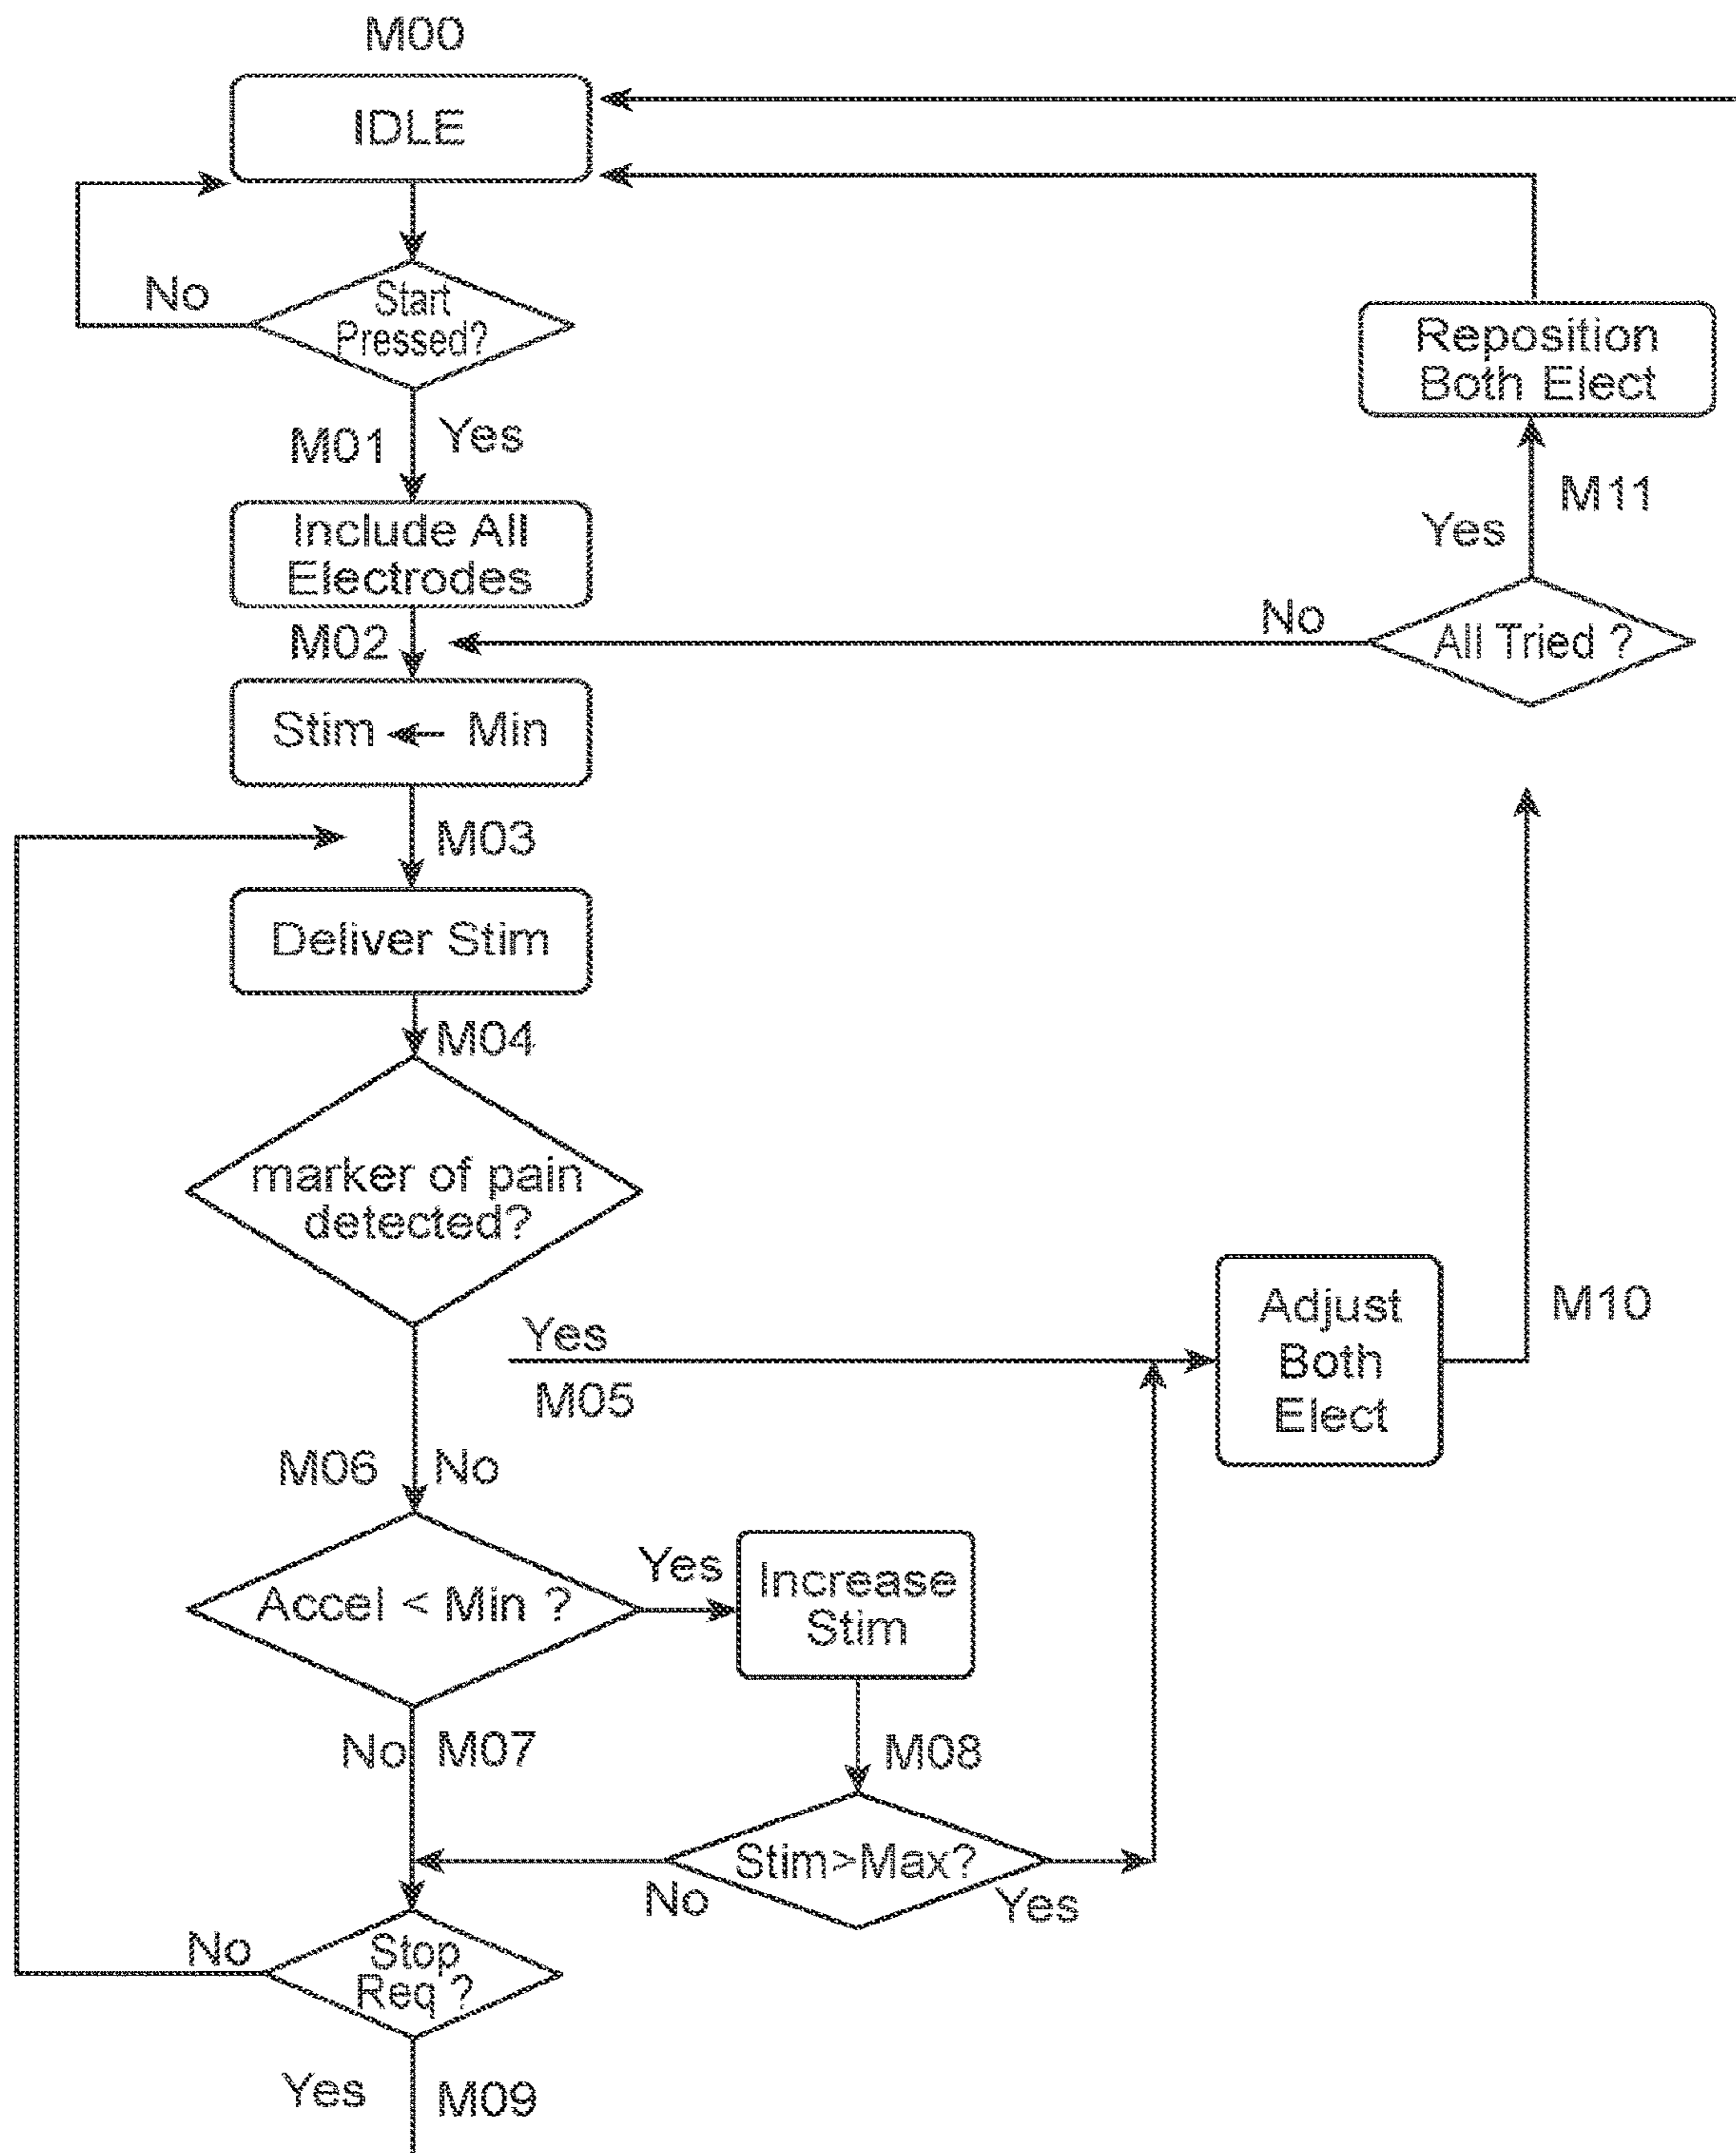 M00
IDLE
No
Start
Pressed?
M01
Yes
Include All
Electrodes
M02
Stim
Min
M03
Deliver Stim
M04
marker of pain
detected?
Yes
M05
M06
No
Accel < Min ?
Yes
Increase
Stim
No
M07
M08
Stim>Max?
No
Yes
No
Stop
Req ?
Yes
M09
Adjust
Both
Elect
M10
All Tried ?
No
Yes
M11
Reposition
Both Elect